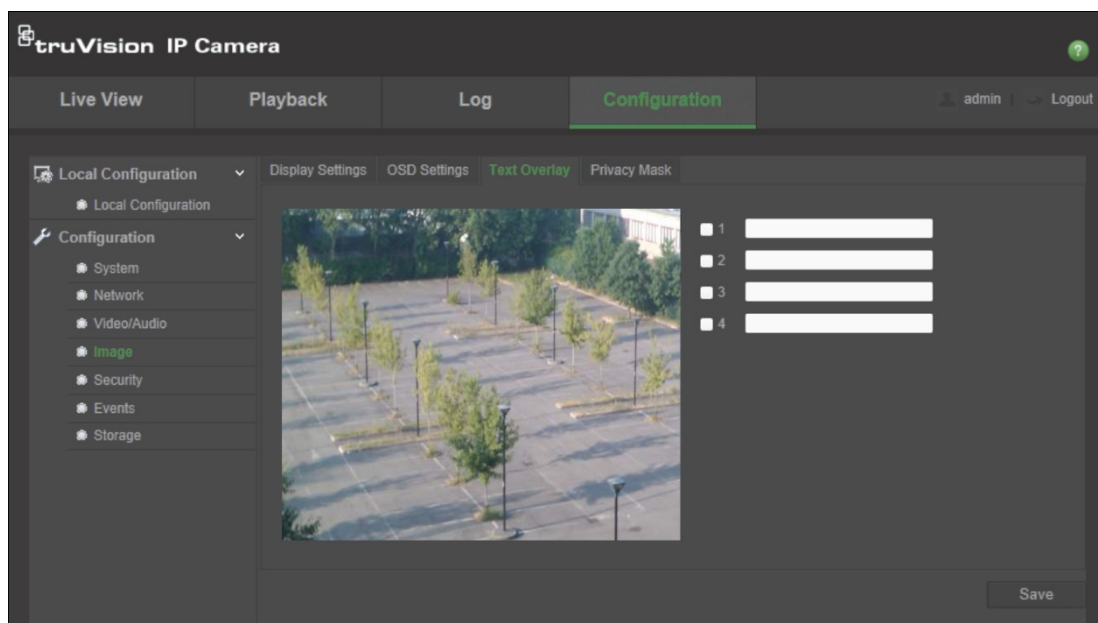 truVision IP Camera
?
Live View Playback Log Configuration admin | Logout
Local Configuration
Local Configuration
Configuration
System
Network
Video/Audio
Image
Security
Events
Storage
Display Settings OSD Settings Text Overlay Privacy Mask
1
2
3
4
Save